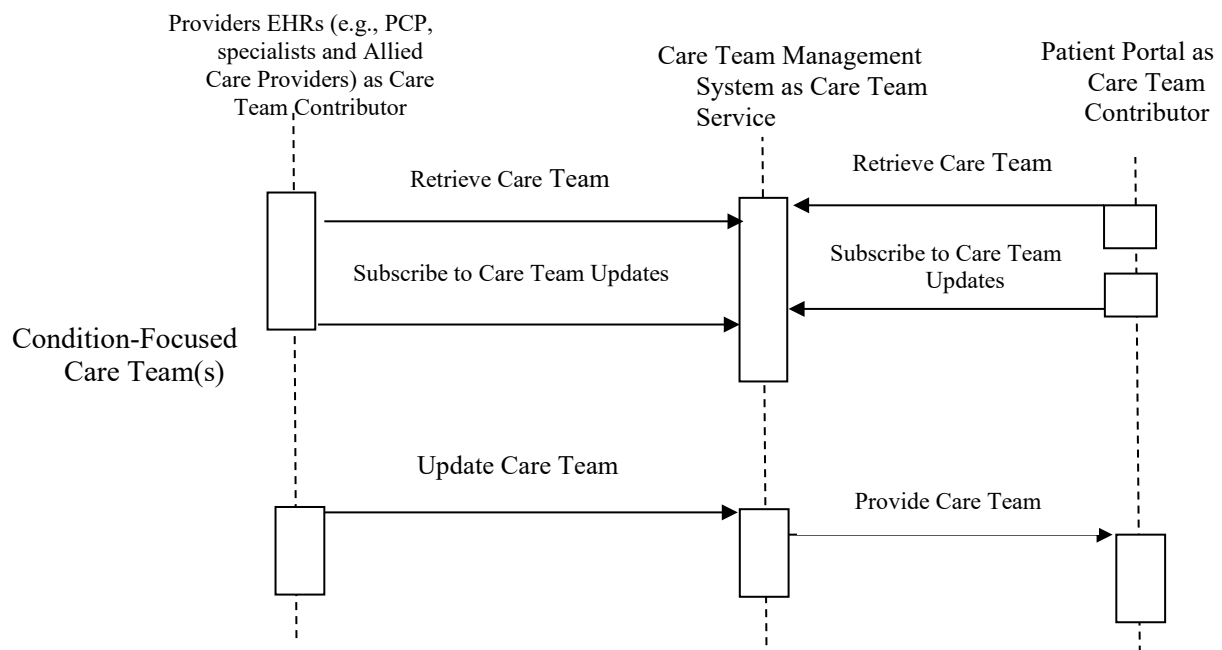 Providers EHRs (e.g., PCP,
specialists and Allied
Care Providers) as Care
Team Contributor
Care Team Management
System as Care Team
Service
Patient Portal as
Care Team
Contributor
Retrieve Care Team
Retrieve Care Team
Subscribe to Care Team Updates
Subscribe to Care Team
Updates
Condition-Focused
Care Team(s)
Update Care Team
Provide Care Team